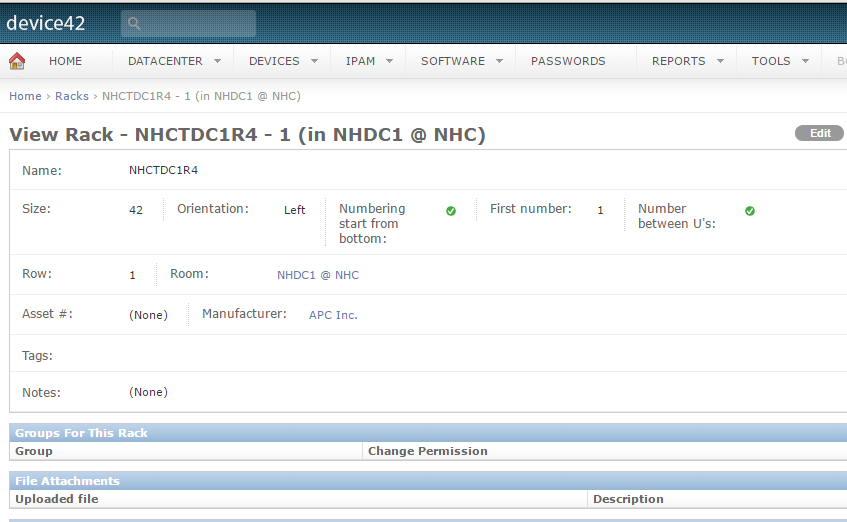 device42
HOME DATACENTER DEVICES IPAM SOFTWARE PASSWORDS REPORTS TOOLS
Home › Racks › NHCTDC1R4 - 1 (in NHDC1 @ NHC)
View Rack - NHCTDC1R4 - 1 (in NHDC1 @ NHC) Edit
Name: NHCTDC1R4
Size: 42 Orientation: Left Numbering start from bottom: First number: 1 Number between U's:
Row: 1 Room: NHDC1 @ NHC
Asset #: (None) Manufacturer: APC Inc.
Tags:
Notes: (None)
Groups For This Rack
Group Change Permission
File Attachments
Uploaded file Description